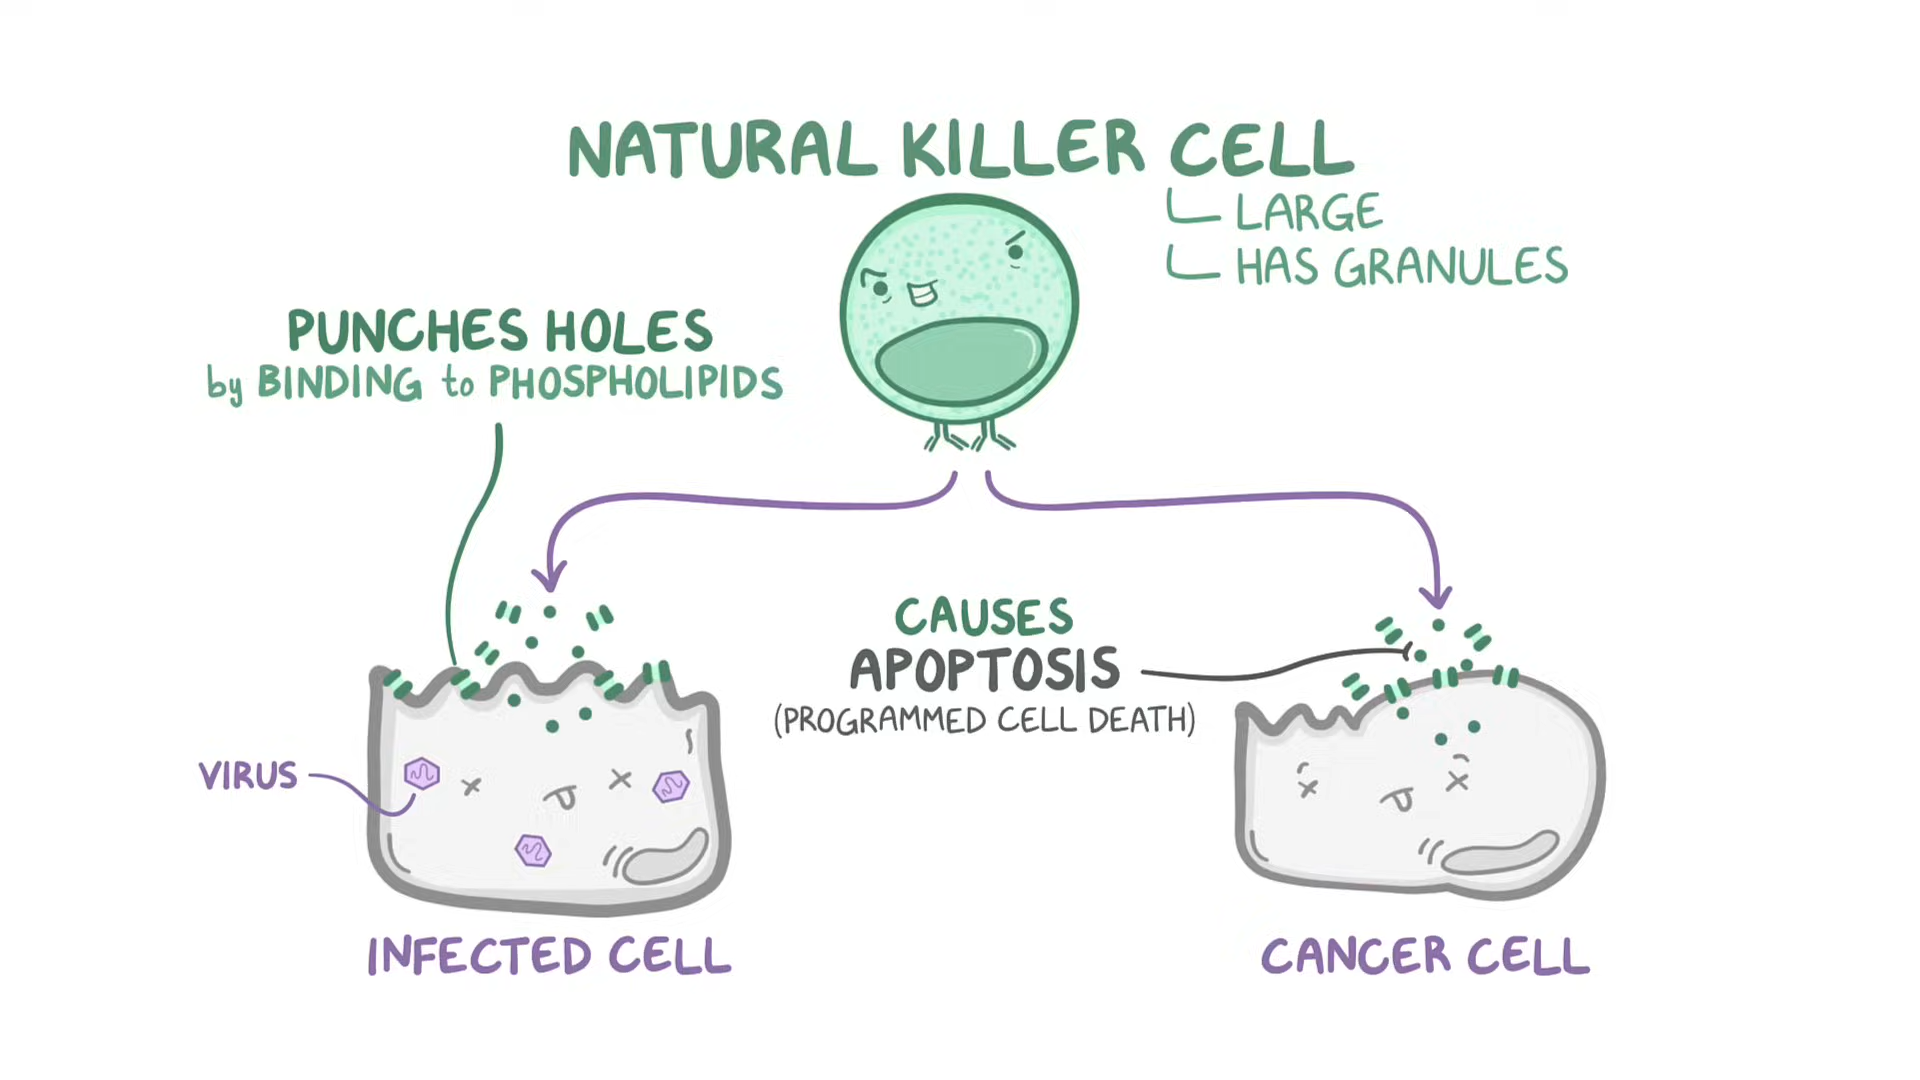 NATURAL KILLER CELL
LARGE
HAS GRANULES
PUNCHES HOLES
by BINDING to PHOSPHOLIPIDS
CAUSES
APOPTOSIS
(PROGRAMMED CELL DEATH)
VIRUS
INFECTED CELL
CANCER CELL